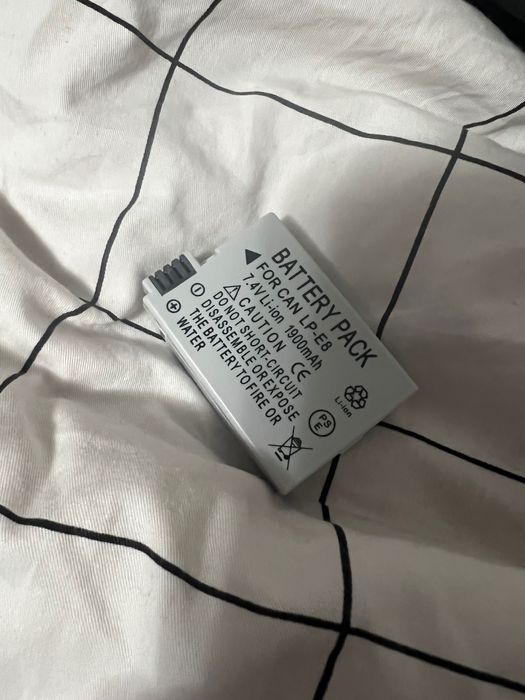 BATTERY PACK
FOR CAN LP-E8
7.4V Li-ion 1900mAh
CAUTION CE
DO NOT SHORT-CIRCUIT
DISASSEMBLE OR EXPOSE
THE BATTERY TO FIRE OR
WATER
Li-ion
PS
E